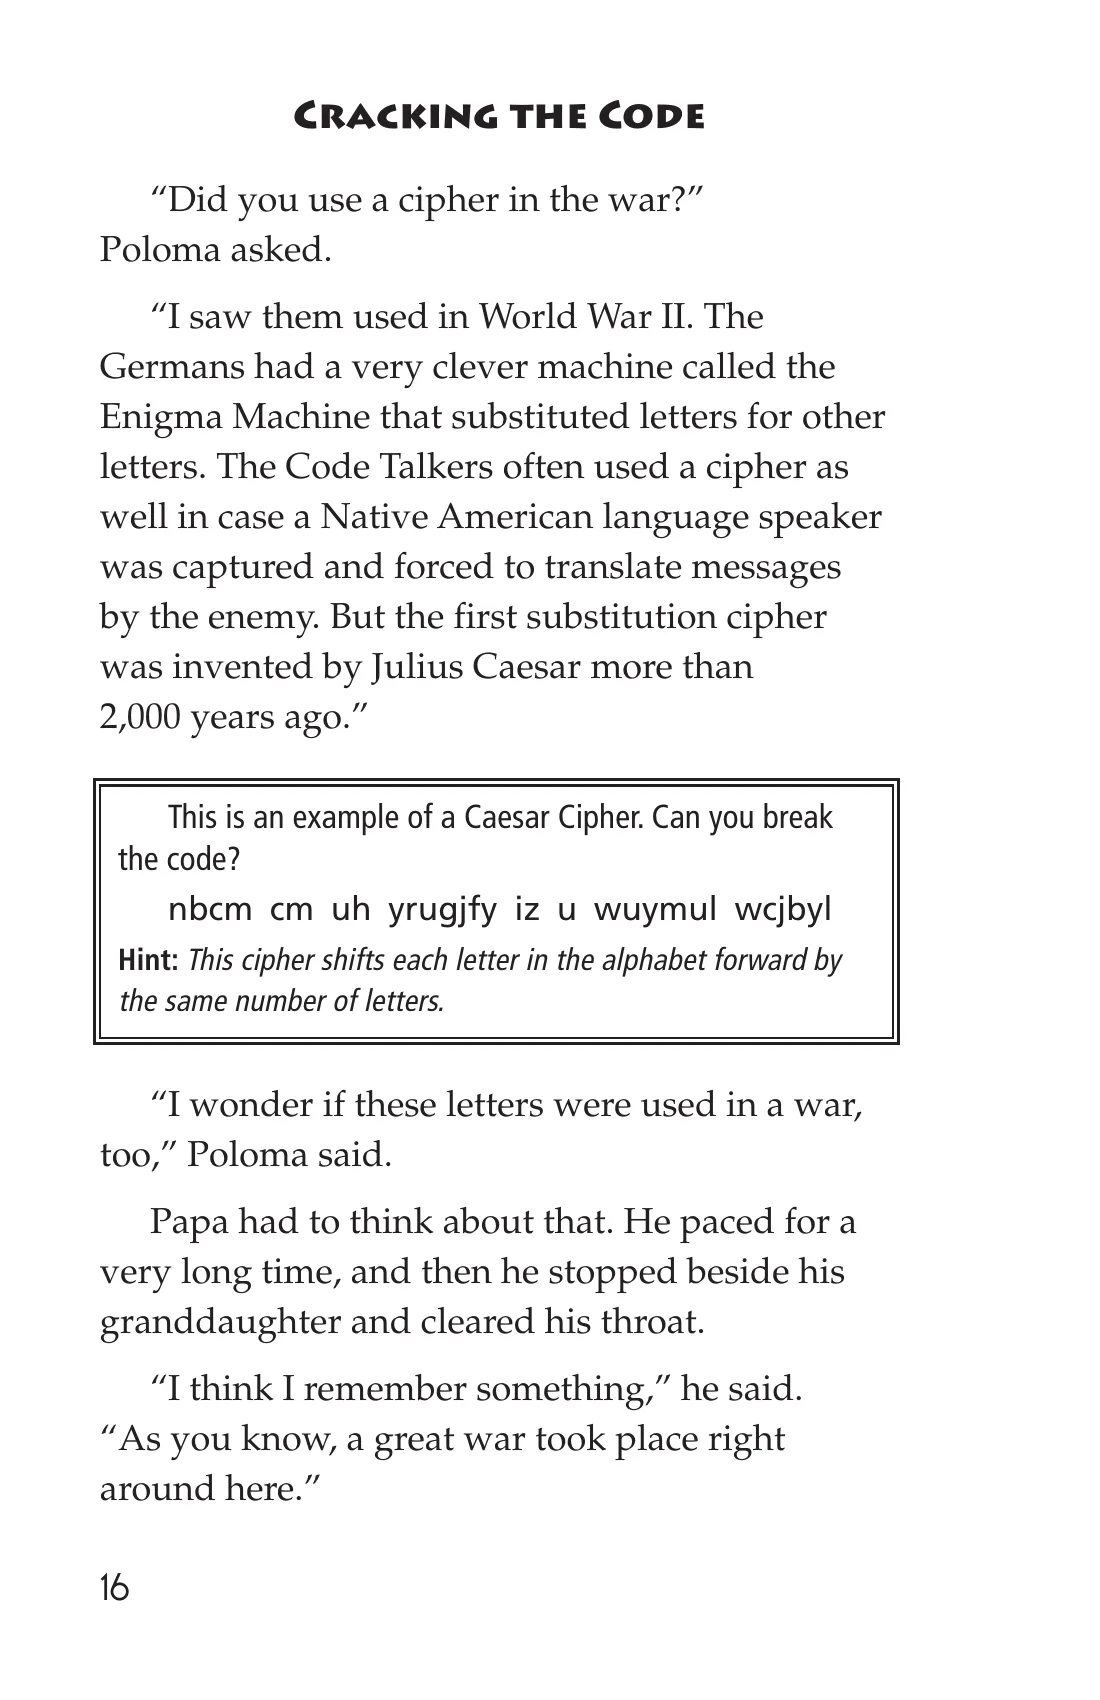 Cracking the Code
“Did you use a cipher in the war?”
Poloma asked.
“I saw them used in World War II. The
Germans had a very clever machine called the
Enigma Machine that substituted letters for other
letters. The Code Talkers often used a cipher as
well in case a Native American language speaker
was captured and forced to translate messages
by the enemy. But the first substitution cipher
was invented by Julius Caesar more than
2,000 years ago.”
This is an example of a Caesar Cipher. Can you break
the code?
nbcm cm uh yrugjfy iz u wuymul wcjbyl
Hint: This cipher shifts each letter in the alphabet forward by
the same number of letters.
“I wonder if these letters were used in a war,
too,” Poloma said.
Papa had to think about that. He paced for a
very long time, and then he stopped beside his
granddaughter and cleared his throat.
“I think I remember something,” he said.
“As you know, a great war took place right
around here.”
16